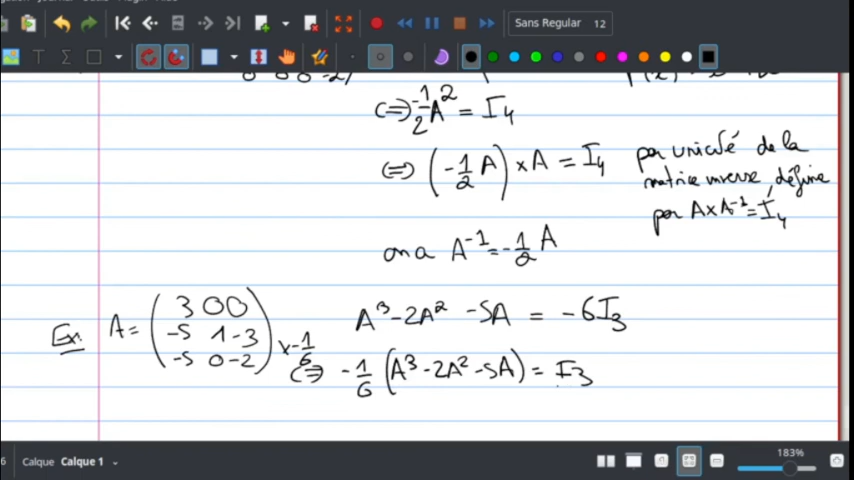 Sans Regular 12
(=) -1/2 A² = I₄
(=) (-1/2 A) × A = I₄
par unicité de la
matrice inverse, définie
par A×A⁻¹ = I₄
on a A⁻¹ = -1/2 A
Ex: A = (3 0 0
-5 1 -3
-5 0 -2)
A³ - 2A² - 5A = -6I₃
× -1/6
(=) -1/6 (A³ - 2A² - 5A) = I₃
183%
6 Calque Calque 1